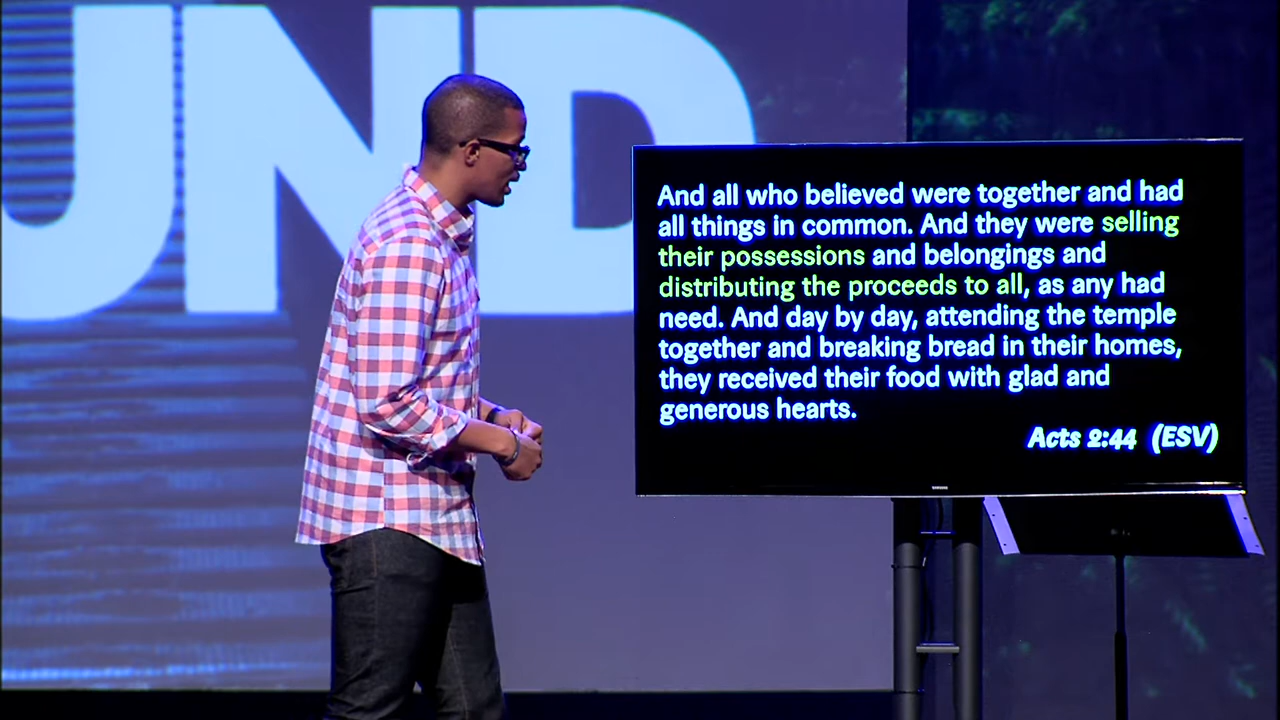 UND
And all who believed were together and had
all things in common. And they were selling
their possessions and belongings and
distributing the proceeds to all, as any had
need. And day by day, attending the temple
together and breaking bread in their homes,
they received their food with glad and
generous hearts.
Acts 2:44 (ESV)
SAMSUNG